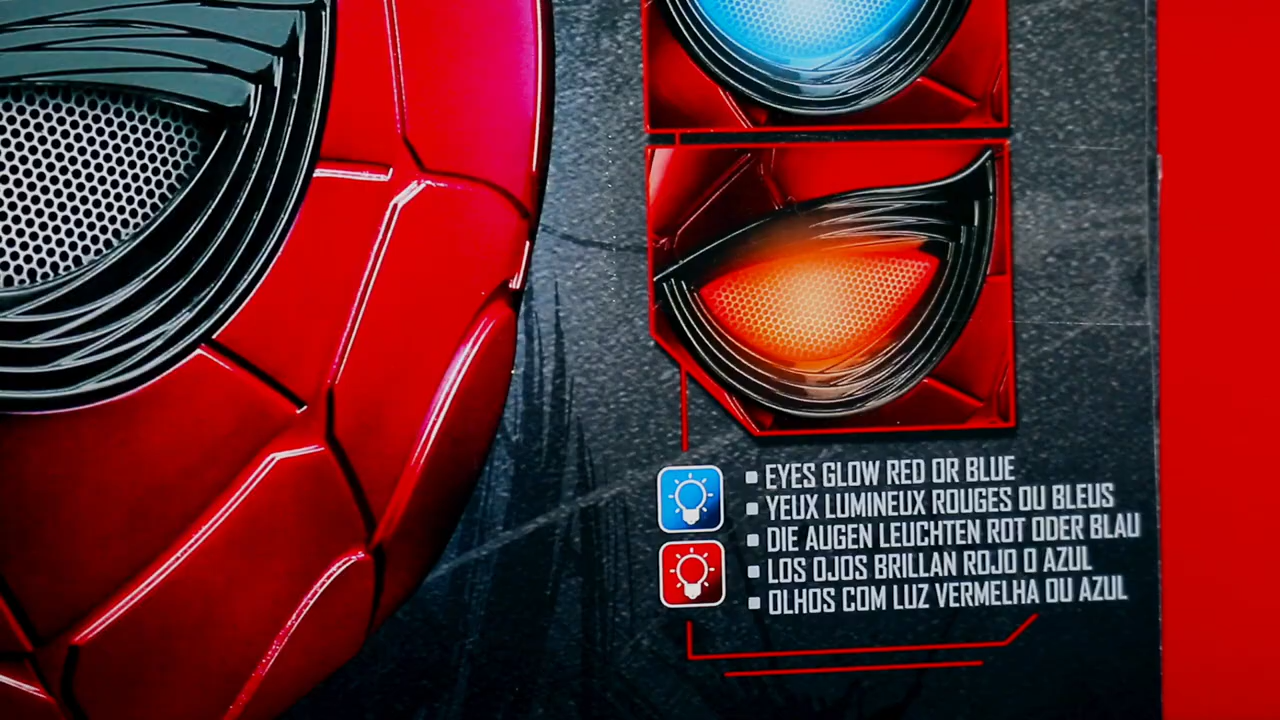 EYES GLOW RED OR BLUE
YEUX LUMINEUX ROUGES OU BLEUS
DIE AUGEN LEUCHTEN ROT ODER BLAU
LOS OJOS BRILLAN ROJO O AZUL
OLHOS COM LUZ VERMELHA OU AZUL